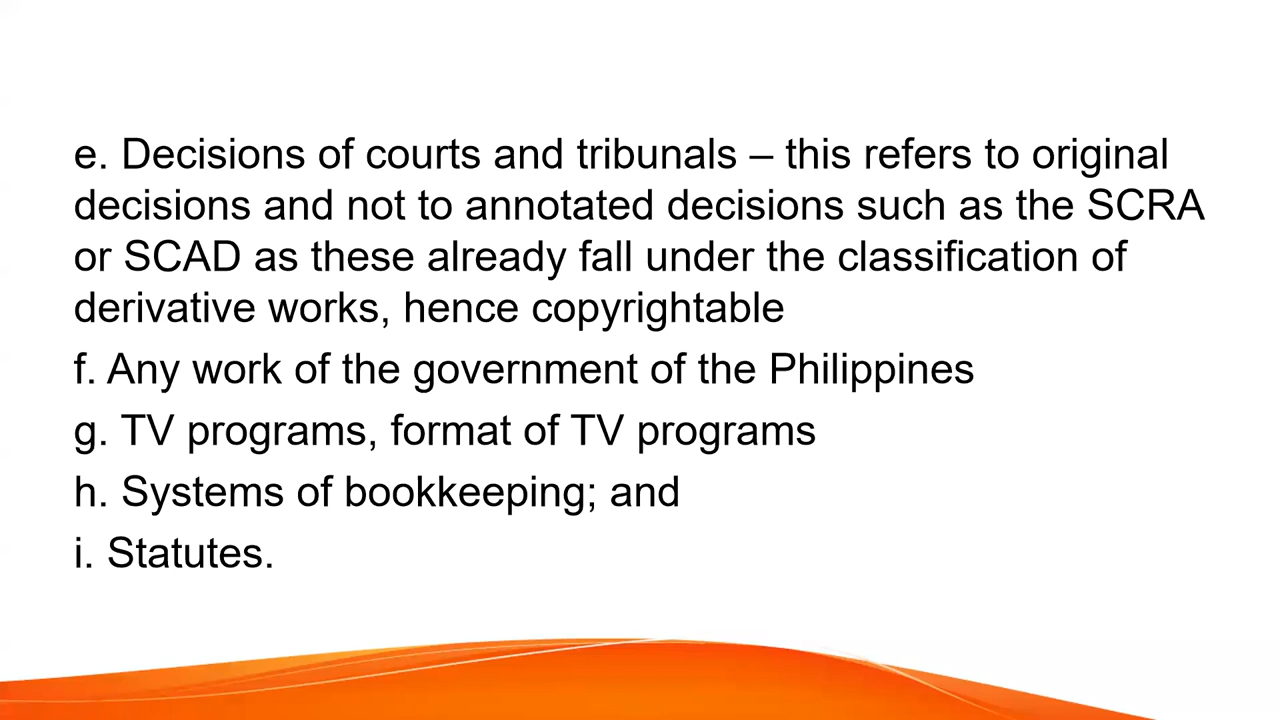 e. Decisions of courts and tribunals – this refers to original
decisions and not to annotated decisions such as the SCRA
or SCAD as these already fall under the classification of
derivative works, hence copyrightable
f. Any work of the government of the Philippines
g. TV programs, format of TV programs
h. Systems of bookkeeping; and
i. Statutes.